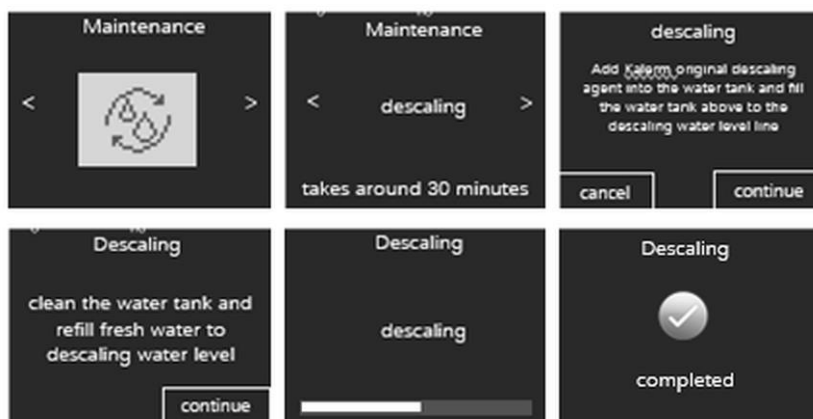 Maintenance
<
>
Maintenance
<
descaling
>
takes around 30 minutes
descaling
Add Kalerm original descaling
agent into the water tank and fill
the water tank above to the
descaling water level line
cancel
continue
Descaling
clean the water tank and
refill fresh water to
descaling water level
continue
Descaling
descaling
Descaling
completed